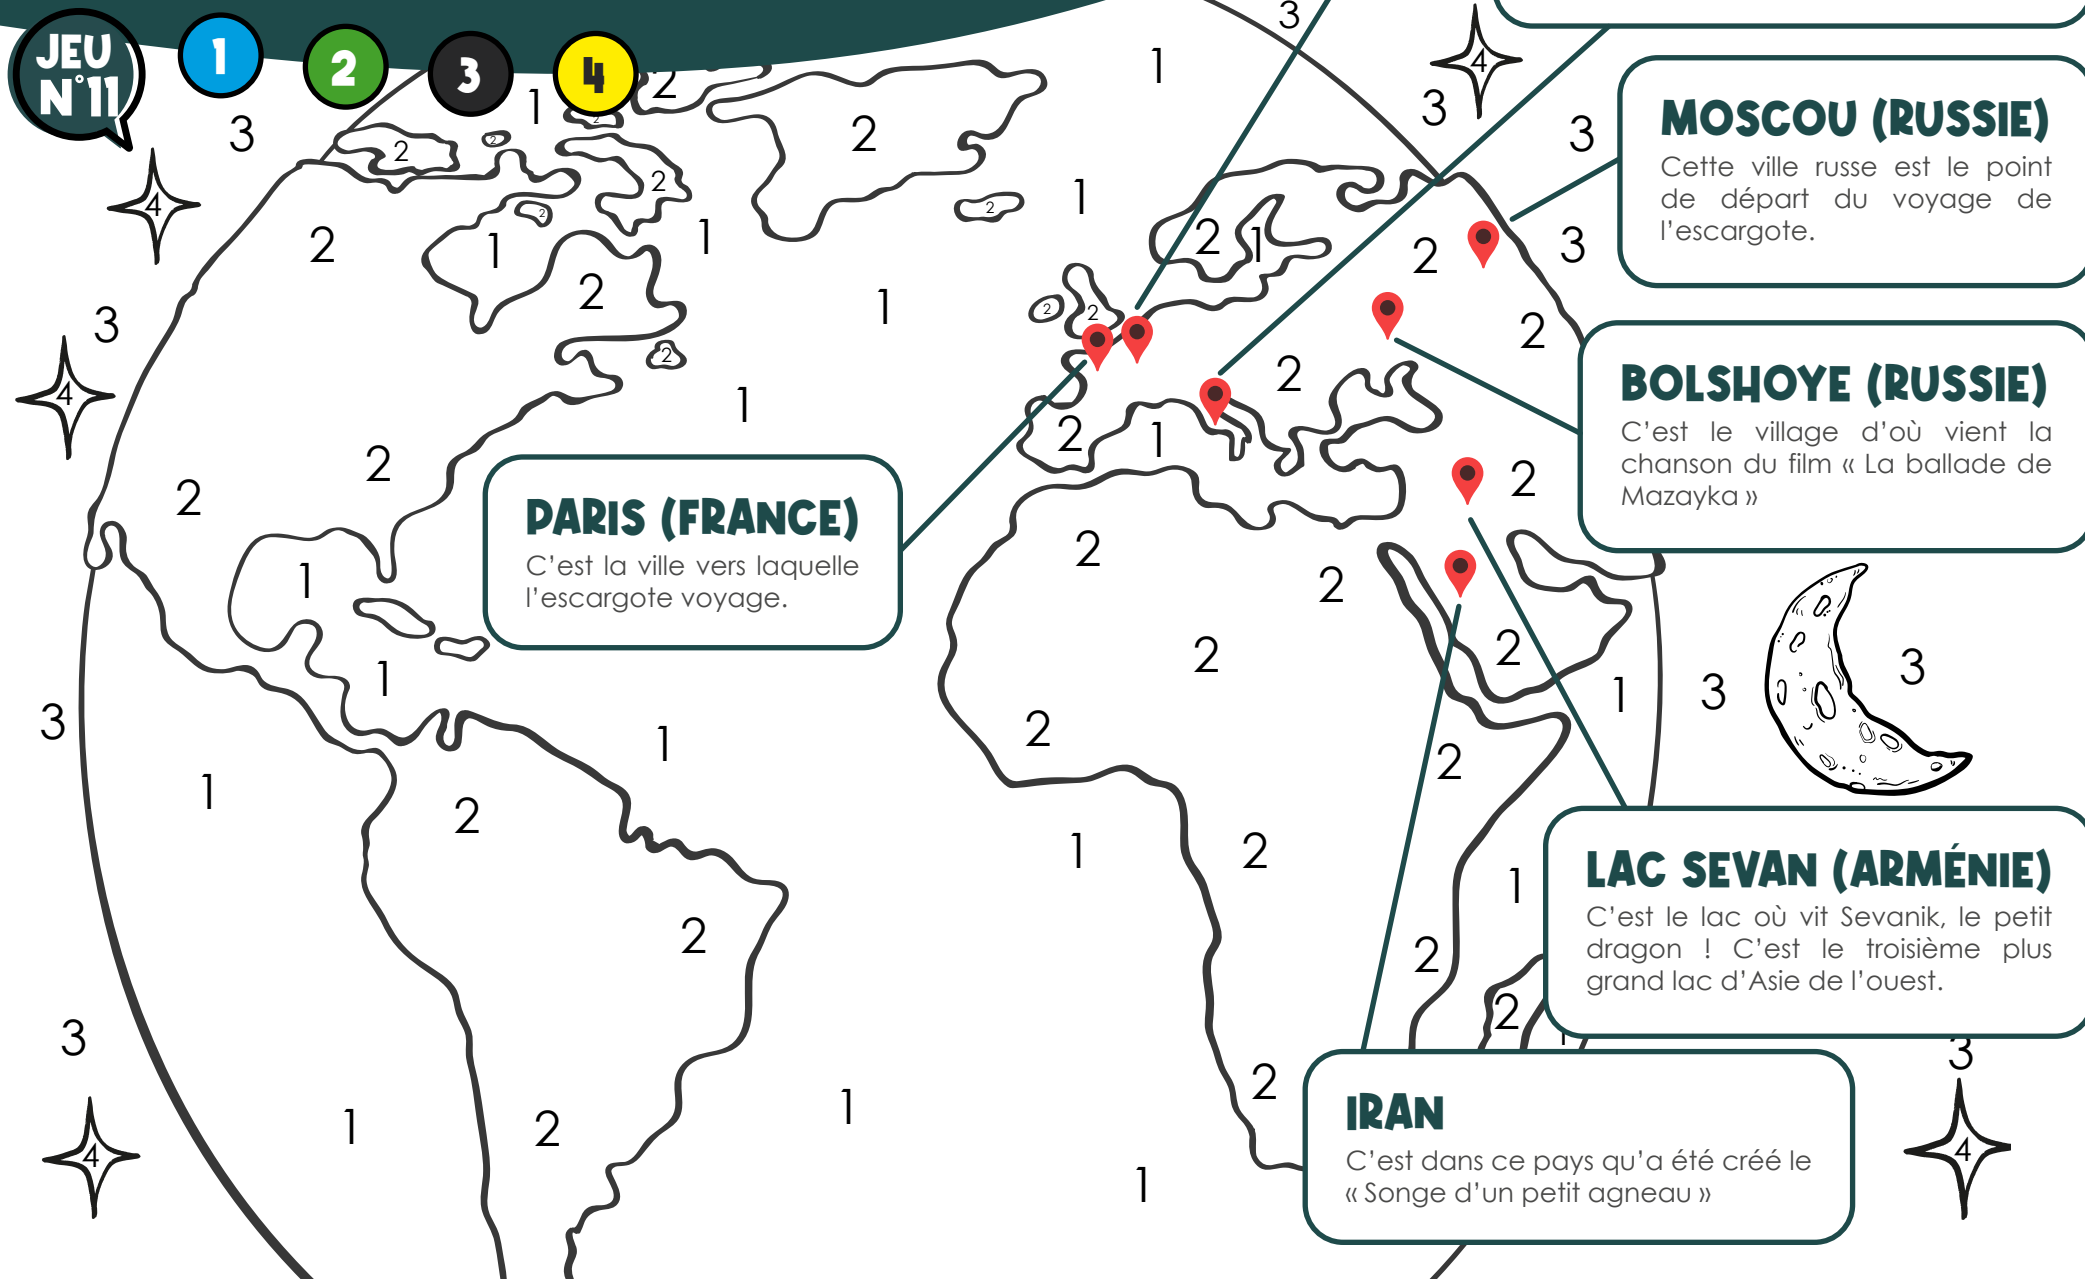 JEU
N°11
1 2 3 4
MOSCOU (RUSSIE)
Cette ville russe est le point
de départ du voyage de
l'escargote.
BOLSHOYE (RUSSIE)
C'est le village d'où vient la
chanson du film « La ballade de
Mazayka »
PARIS (FRANCE)
C'est la ville vers laquelle
l'escargote voyage.
LAC SEVAN (ARMÉNIE)
C'est le lac où vit Sevanik, le petit
dragon ! C'est le troisième plus
grand lac d'Asie de l'ouest.
IRAN
C'est dans ce pays qu'a été créé le
« Songe d'un petit agneau »